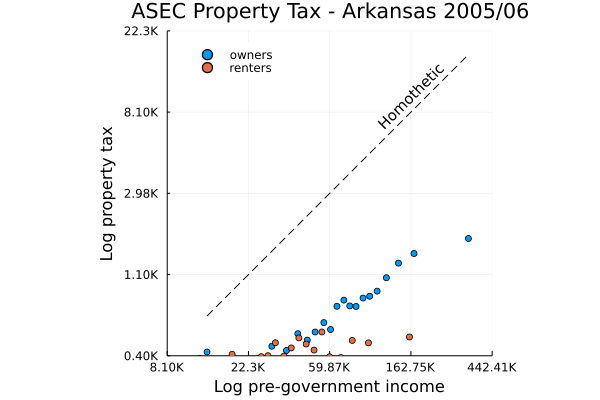 ASEC Property Tax - Arkansas 2005/06
22.3K
owners
renters
Homothetic
8.10K
Log property tax
2.98K
1.10K
0.40K
8.10K 22.3K 59.87K 162.75K 442.41K
Log pre-government income